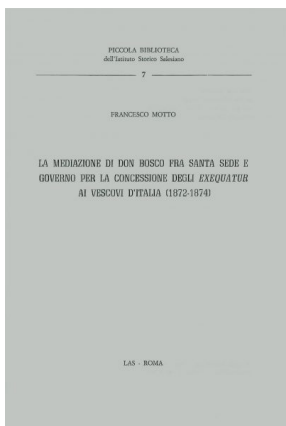 PICCOLA BIBLIOTECA
dell'Istituto Storico Salesiano
7
FRANCESCO MOTTO
LA MEDIAZIONE DI DON BOSCO FRA SANTA SEDE E
GOVERNO PER LA CONCESSIONE DEGLI EXEQUATUR
AI VESCOVI D'ITALIA (1872-1874)
LAS - ROMA